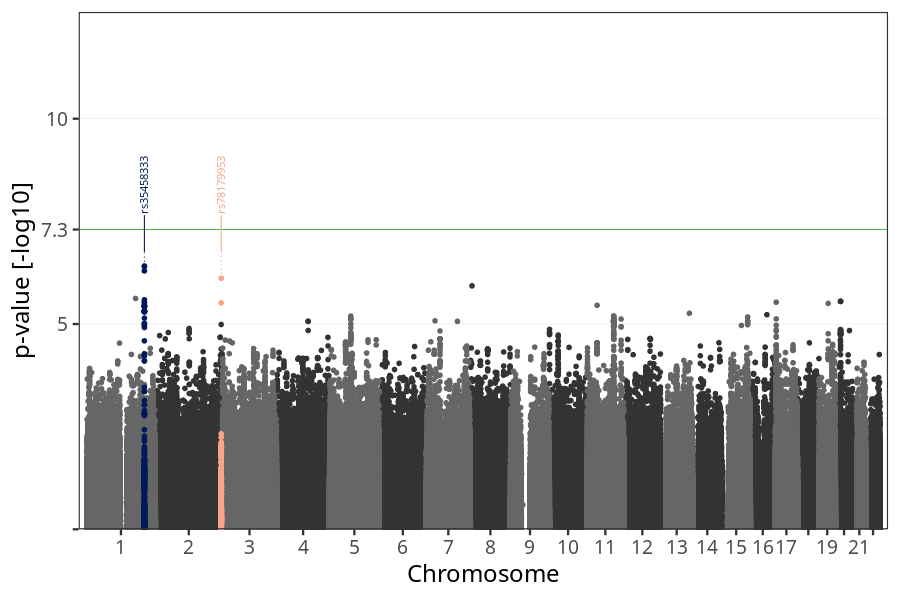 10
rs35458333
rs78179953
7.3
5
p-value [-log10]
1 2 3 4 5 6 7 8 9 10 11 12 13 14 15 16 17 19 21
Chromosome